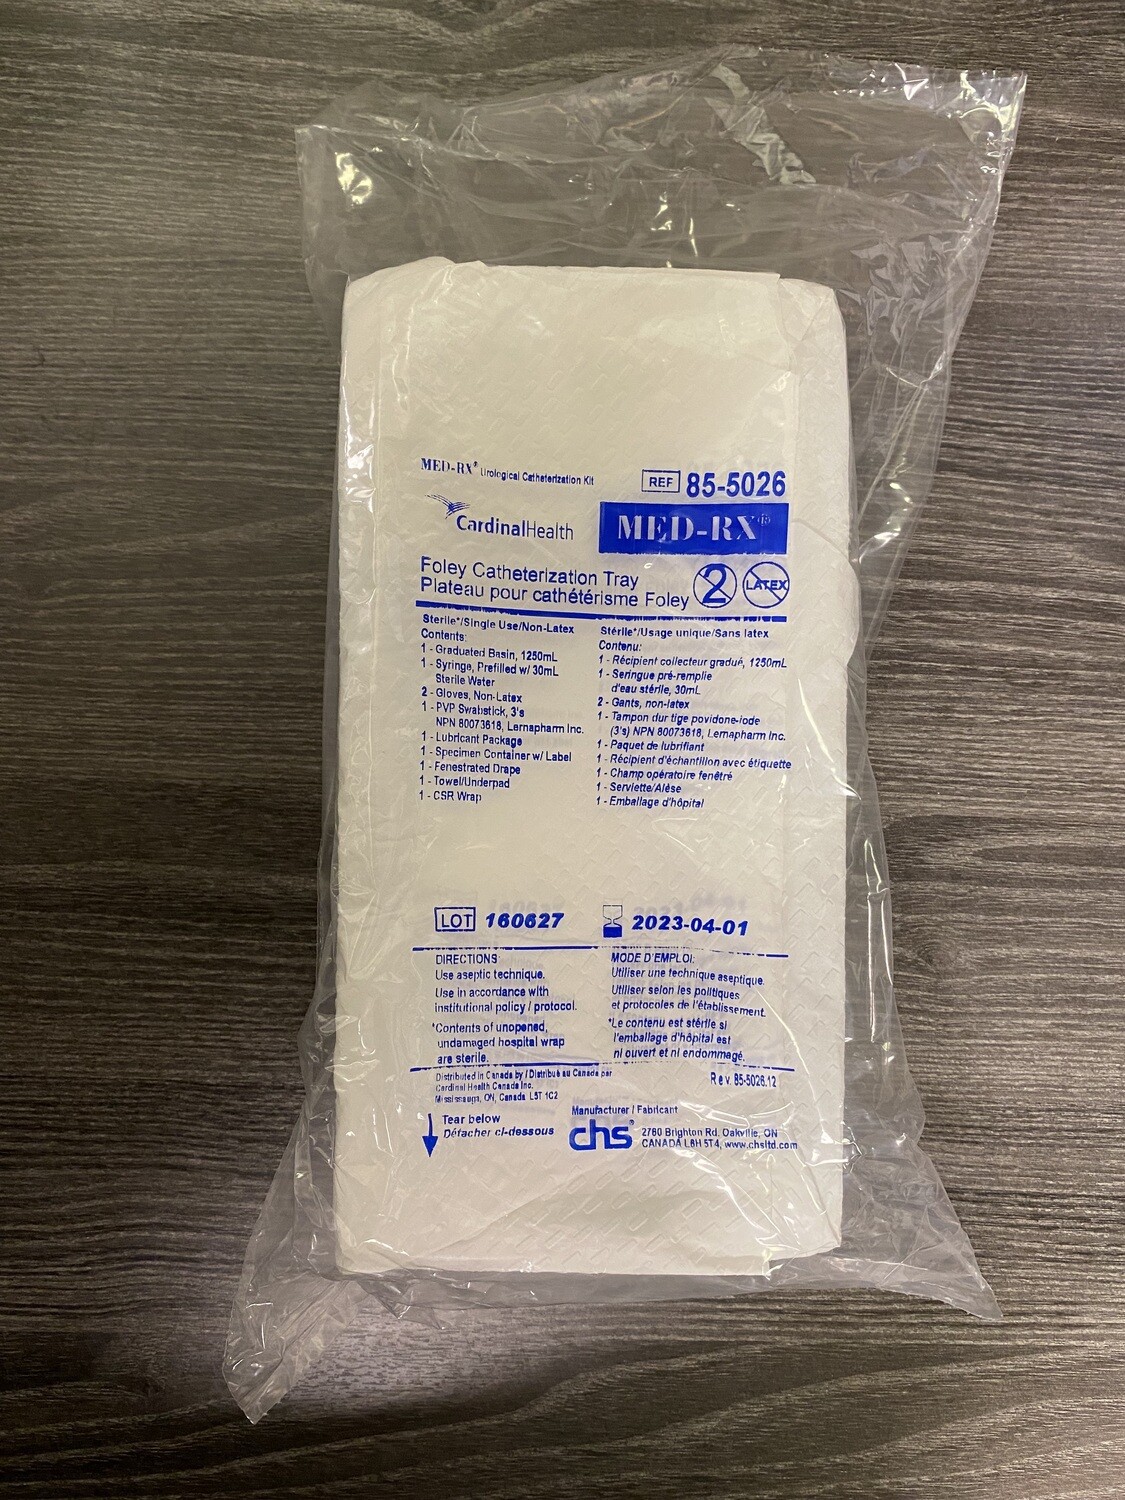 MED-RX® Urological Catheterization Kit
REF 85-5026
CardinalHealth
MED-RX®
Foley Catheterization Tray
Plateau pour cathétérisme Foley
2
LATEX
Sterile*/Single Use/Non-Latex
Contents:
1 - Graduated Basin, 1250mL
1 - Syringe, Prefilled w/ 30mL
Sterile Water
2 - Gloves, Non-Latex
1 - PVP Swabstick, 3's
NPN 80073618, Lernapharm Inc.
1 - Lubricant Package
1 - Specimen Container w/ Label
1 - Fenestrated Drape
1 - Towel/Underpad
1 - CSR Wrap
Stérile*/Usage unique/Sans latex
Contenu:
1 - Récipient collecteur gradué, 1250mL
1 - Seringue pré-remplie
d'eau stérile, 30mL
2 - Gants, non-latex
1 - Tampon dur tige povidone-iode
(3's) NPN 80073618, Lernapharm Inc.
1 - Paquet de lubrifiant
1 - Récipient d'échantillon avec étiquette
1 - Champ opératoire fenêtré
1 - Serviette/Alèse
1 - Emballage d'hôpital
LOT 160627
2023-04-01
DIRECTIONS:
Use aseptic technique.
Use in accordance with
institutional policy / protocol.
*Contents of unopened,
undamaged hospital wrap
are sterile.
MODE D'EMPLOI:
Utiliser une technique aseptique.
Utiliser selon les politiques
et protocoles de l'établissement.
*Le contenu est stérile si
l'emballage d'hôpital est
ni ouvert et ni endommagé.
Distributed in Canada by / Distribué au Canada par
Cardinal Health Canada Inc.
Mississauga, ON, Canada L5T 1C2
Rev. 85-5026.12
Tear below
Détacher ci-dessous
Manufacturer / Fabricant
chs®
2760 Brighton Rd. Oakville, ON
CANADA L6H 5T4, www.chsltd.com